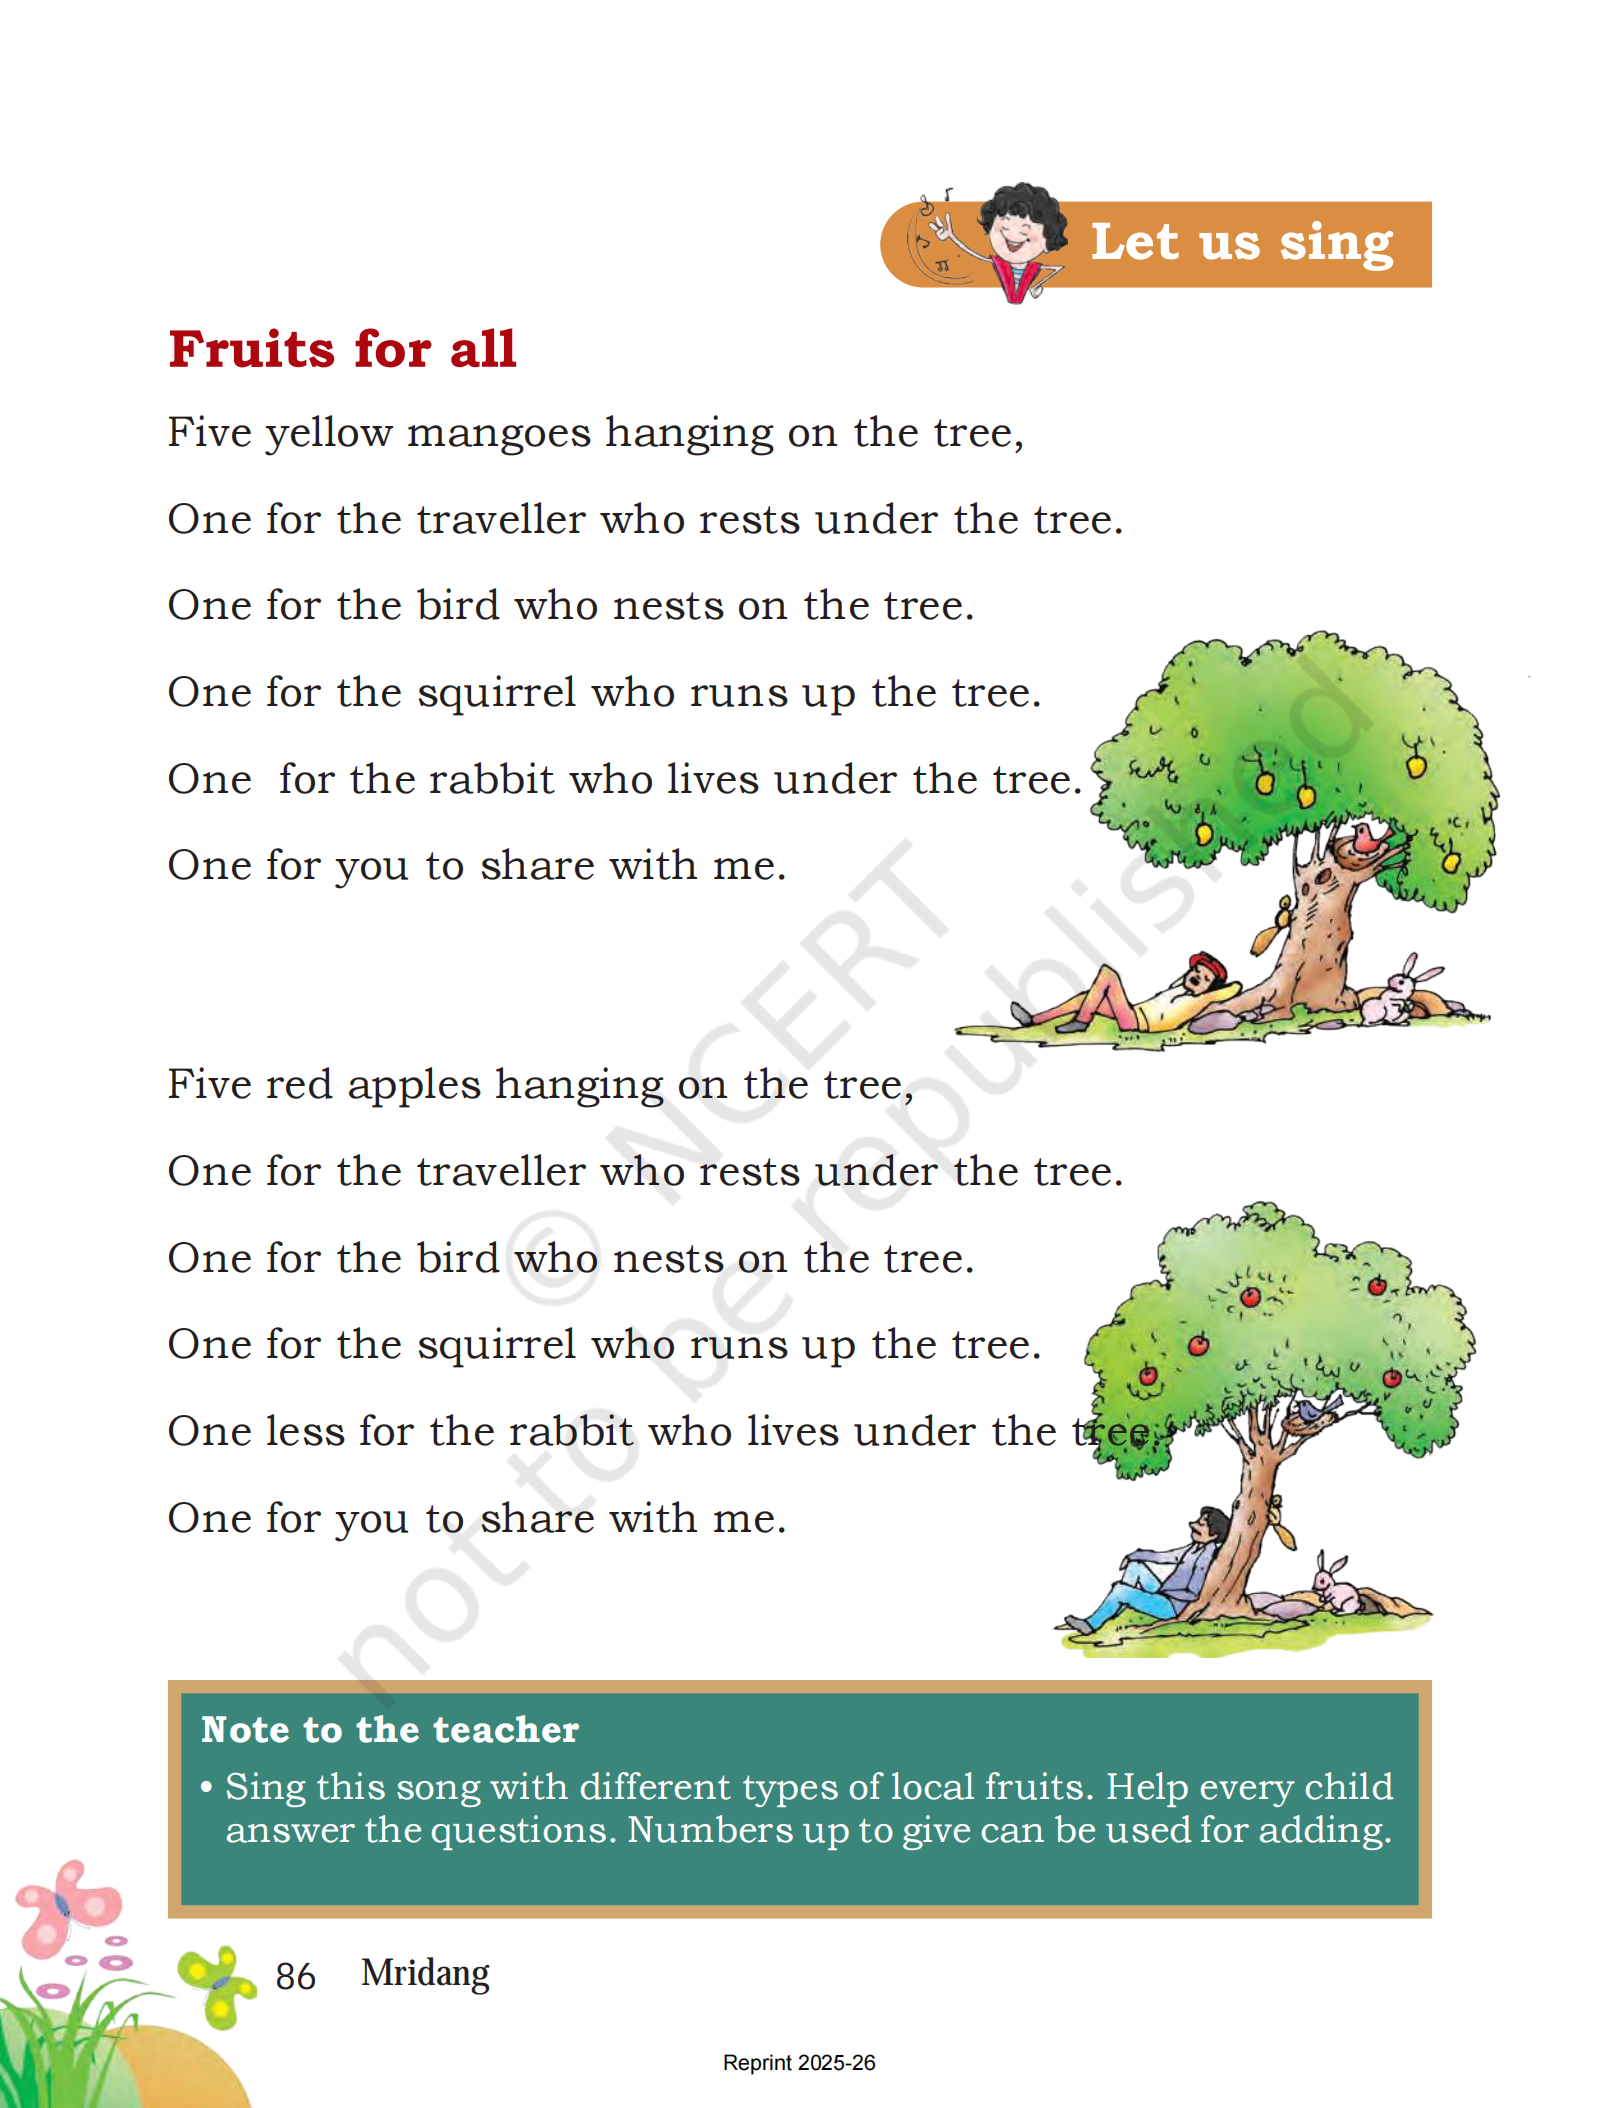 Let us sing
Fruits for all
Five yellow mangoes hanging on the tree,
One for the traveller who rests under the tree.
One for the bird who nests on the tree.
One for the squirrel who runs up the tree.
One for the rabbit who lives under the tree.
One for you to share with me.
Five red apples hanging on the tree,
One for the traveller who rests under the tree.
One for the bird who nests on the tree.
One for the squirrel who runs up the tree.
One less for the rabbit who lives under the tree.
One for you to share with me.
© NCERT
not to be republished
Note to the teacher
• Sing this song with different types of local fruits. Help every child
answer the questions. Numbers up to give can be used for adding.
86 Mridang
Reprint 2025-26